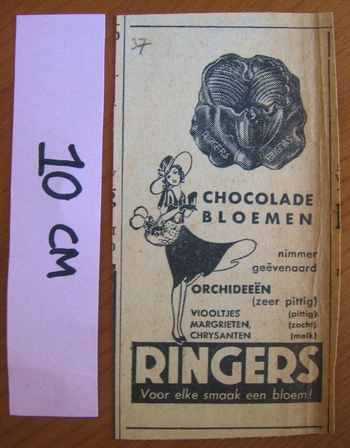 10 CM
37
RINGERS RINGERS
CHOCOLADE
BLOEMEN
nimmer
geëvenaard
ORCHIDEEËN
(zeer pittig)
VIOOLTJES (pittig)
MARGRIETEN, (zacht)
CHRYSANTEN (melk)
RINGERS
Voor elke smaak een bloem!